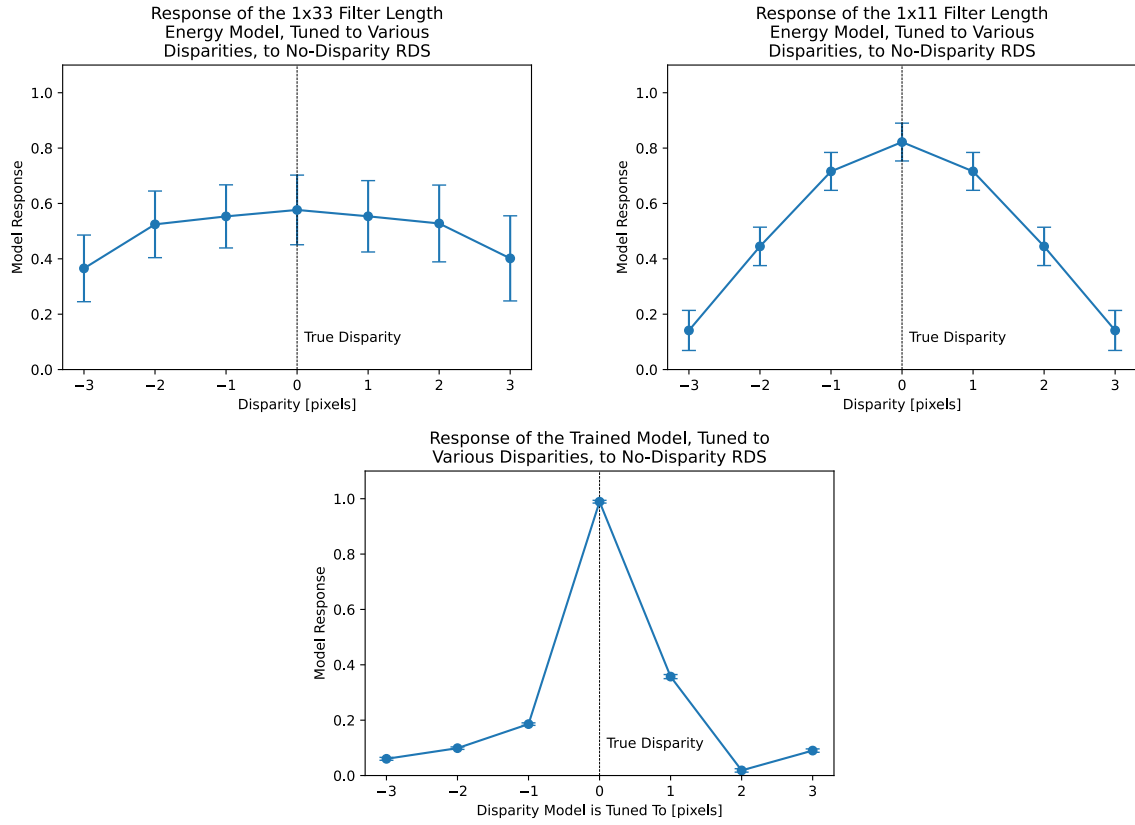 Response of the 1x33 Filter Length
Energy Model, Tuned to Various
Disparities, to No-Disparity RDS
1.0
0.8
0.6
0.4
0.2
0.0
Model Response
True Disparity
−3 −2 −1 0 1 2 3
Disparity [pixels]
Response of the 1x11 Filter Length
Energy Model, Tuned to Various
Disparities, to No-Disparity RDS
1.0
0.8
0.6
0.4
0.2
0.0
Model Response
True Disparity
−3 −2 −1 0 1 2 3
Disparity [pixels]
Response of the Trained Model, Tuned to
Various Disparities, to No-Disparity RDS
1.0
0.8
0.6
0.4
0.2
0.0
Model Response
True Disparity
−3 −2 −1 0 1 2 3
Disparity Model is Tuned To [pixels]